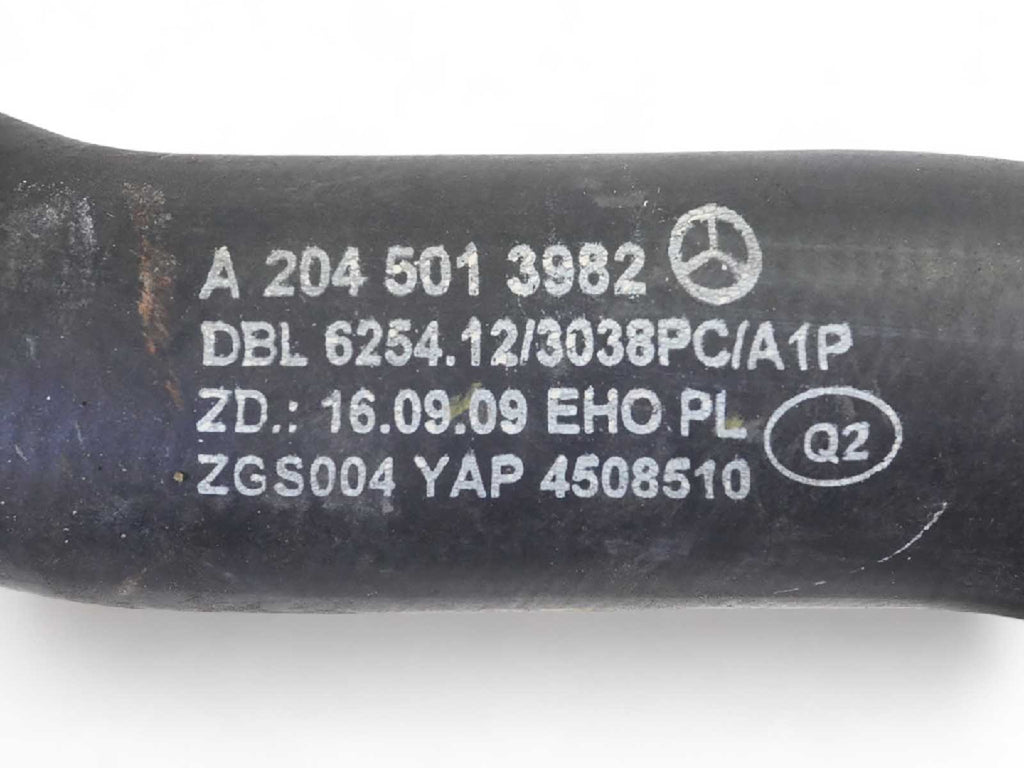 A 204 501 3982
DBL 6254.12/3038PC/A1P
ZD.: 16.09.09 EHO PL
Q2
ZGS004 YAP 4508510